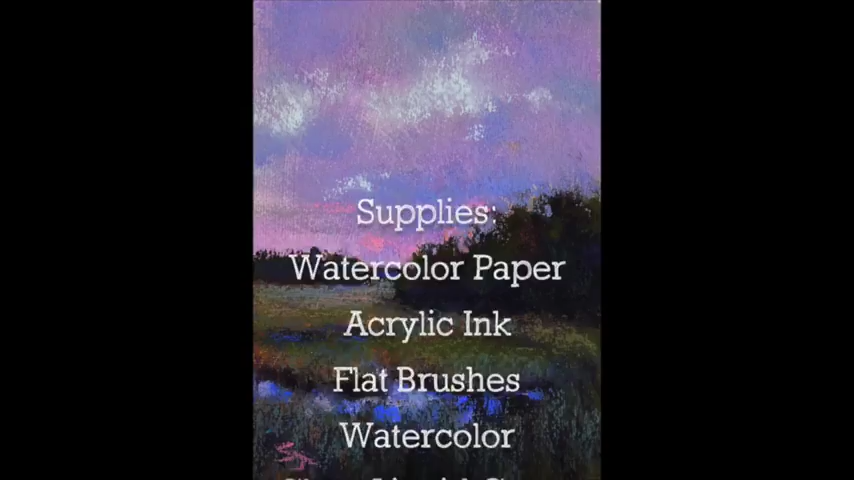 Supplies:
Watercolor Paper
Acrylic Ink
Flat Brushes
Watercolor